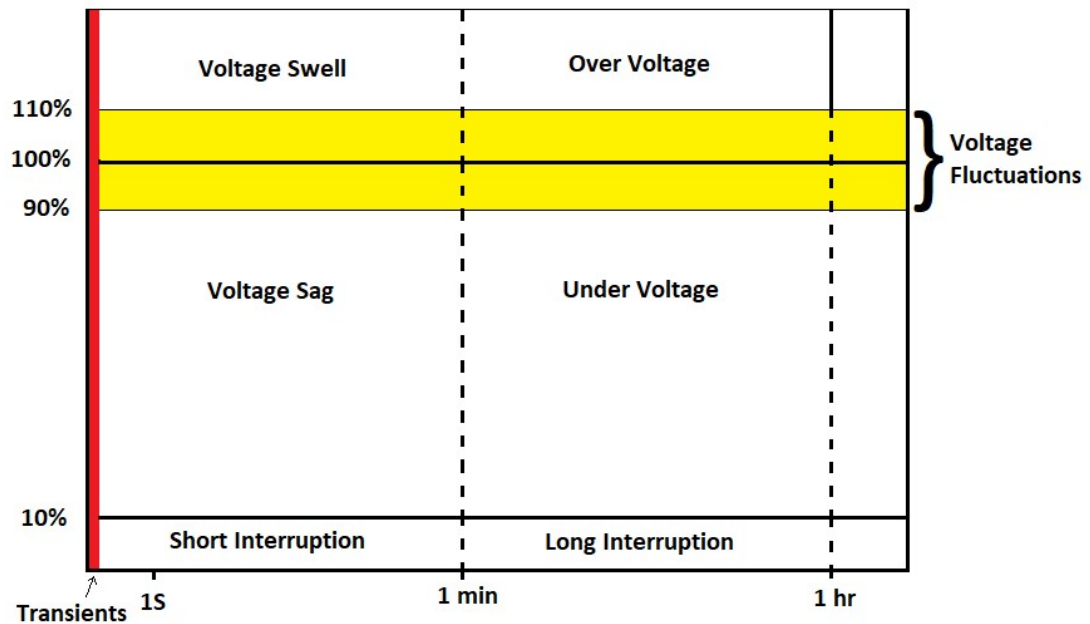 Voltage Swell
Over Voltage
110%
100%
90%
Voltage
Fluctuations
Voltage Sag
Under Voltage
10%
Short Interruption
Long Interruption
Transients
1S
1 min
1 hr